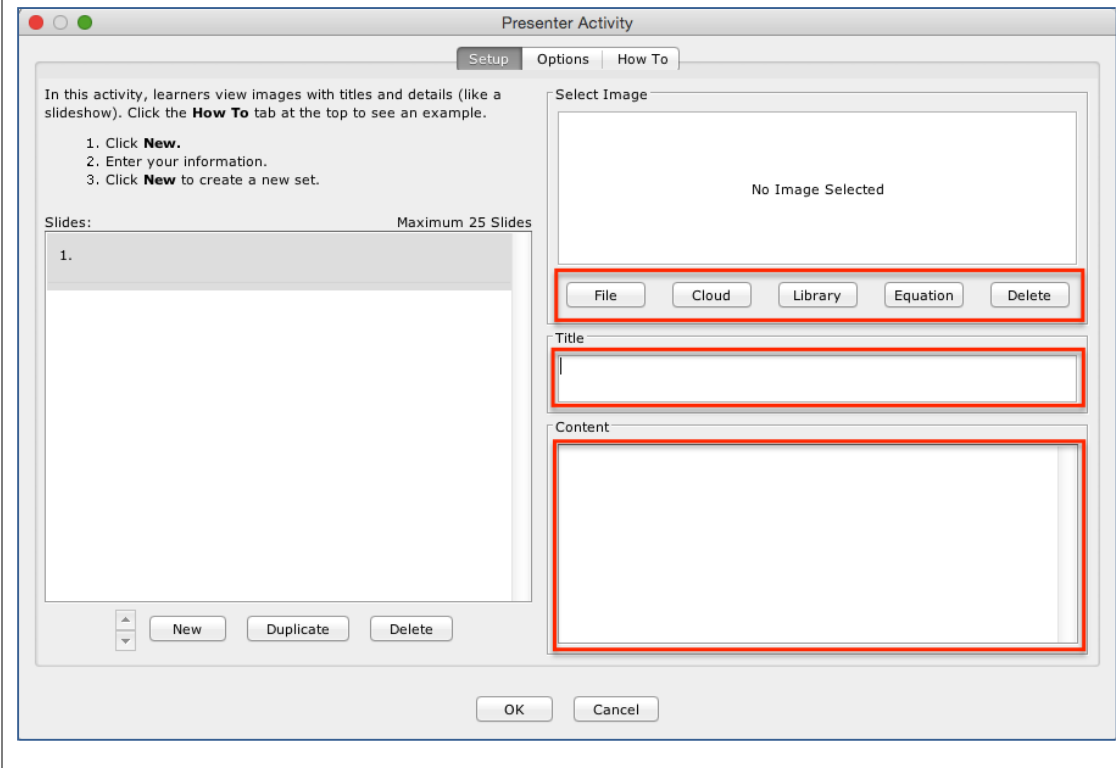 Presenter Activity
Setup
Options
How To
In this activity, learners view images with titles and details (like a
slideshow). Click the How To tab at the top to see an example.
1. Click New.
2. Enter your information.
3. Click New to create a new set.
Slides:
Maximum 25 Slides
1.
New
Duplicate
Delete
Select Image
No Image Selected
File
Cloud
Library
Equation
Delete
Title
Content
OK
Cancel